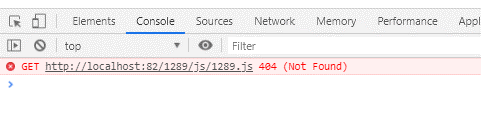 Elements Console Sources Network Memory Performance
top Filter
GET http://localhost:82/1289/js/1289.js 404 (Not Found)